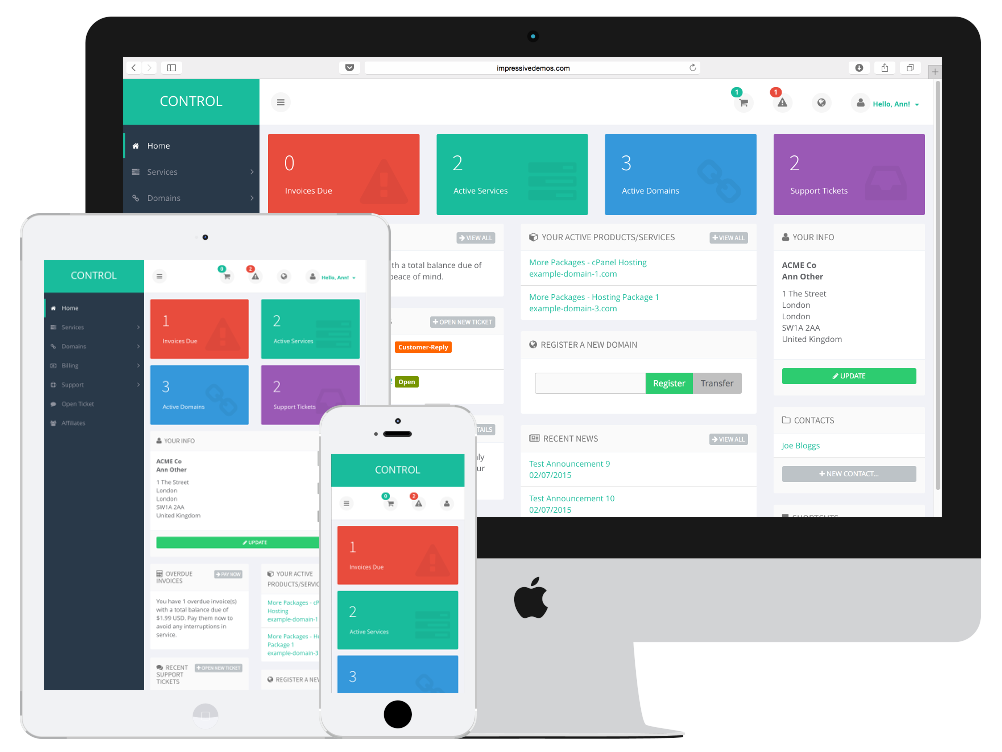 impressivedemos.com
CONTROL
1
1
Hello, Ann!
Home
Services
Domains
0
Invoices Due
2
Active Services
3
Active Domains
2
Support Tickets
VIEW ALL
th a total balance due of
peace of mind.
OPEN NEW TICKET
Customer-Reply
Open
YOUR ACTIVE PRODUCTS/SERVICES
VIEW ALL
More Packages - cPanel Hosting
example-domain-1.com
More Packages - Hosting Package 1
example-domain-3.com
REGISTER A NEW DOMAIN
Register
Transfer
RECENT NEWS
VIEW ALL
Test Announcement 9
02/07/2015
Test Announcement 10
02/07/2015
YOUR INFO
ACME Co
Ann Other
1 The Street
London
London
SW1A 2AA
United Kingdom
UPDATE
CONTACTS
Joe Bloggs
NEW CONTACT...
CONTROL
0
2
Hello, Ann!
Home
Services
Domains
Billing
Support
Open Ticket
Affiliates
1
Invoices Due
2
Active Services
3
Active Domains
2
Support Tickets
YOUR INFO
ACME Co
Ann Other
1 The Street
London
London
SW1A 2AA
United Kingdom
UPDATE
OVERDUE
INVOICES
PAY NOW
You have 1 overdue invoice(s)
with a total balance due of
$1.99 USD. Pay them now to
avoid any interruptions in
service.
RECENT
SUPPORT
TICKETS
OPEN NEW TICKET
YOUR ACTIVE
PRODUCTS/SERVIC
More Packages - cP
Hosting
example-domain-1
More Packages - H
Package 1
example-domain-3
REGISTER A NE
CONTROL
0
2
1
Invoices Due
2
Active Services
3